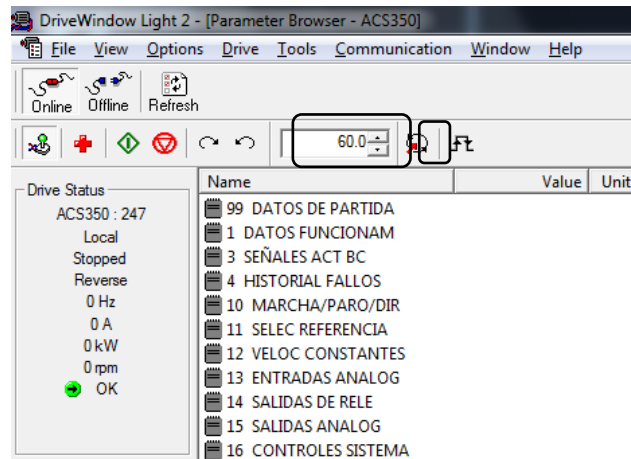 DriveWindow Light 2 - [Parameter Browser - ACS350]
File View Options Drive Tools Communication Window Help
Online Offline Refresh
60.0
Drive Status
ACS350 : 247
Local
Stopped
Reverse
0 Hz
0 A
0 kW
0 rpm
OK
Name Value Unit
99 DATOS DE PARTIDA
1 DATOS FUNCIONAM
3 SEÑALES ACT BC
4 HISTORIAL FALLOS
10 MARCHA/PARO/DIR
11 SELEC REFERENCIA
12 VELOC CONSTANTES
13 ENTRADAS ANALOG
14 SALIDAS DE RELE
15 SALIDAS ANALOG
16 CONTROLES SISTEMA